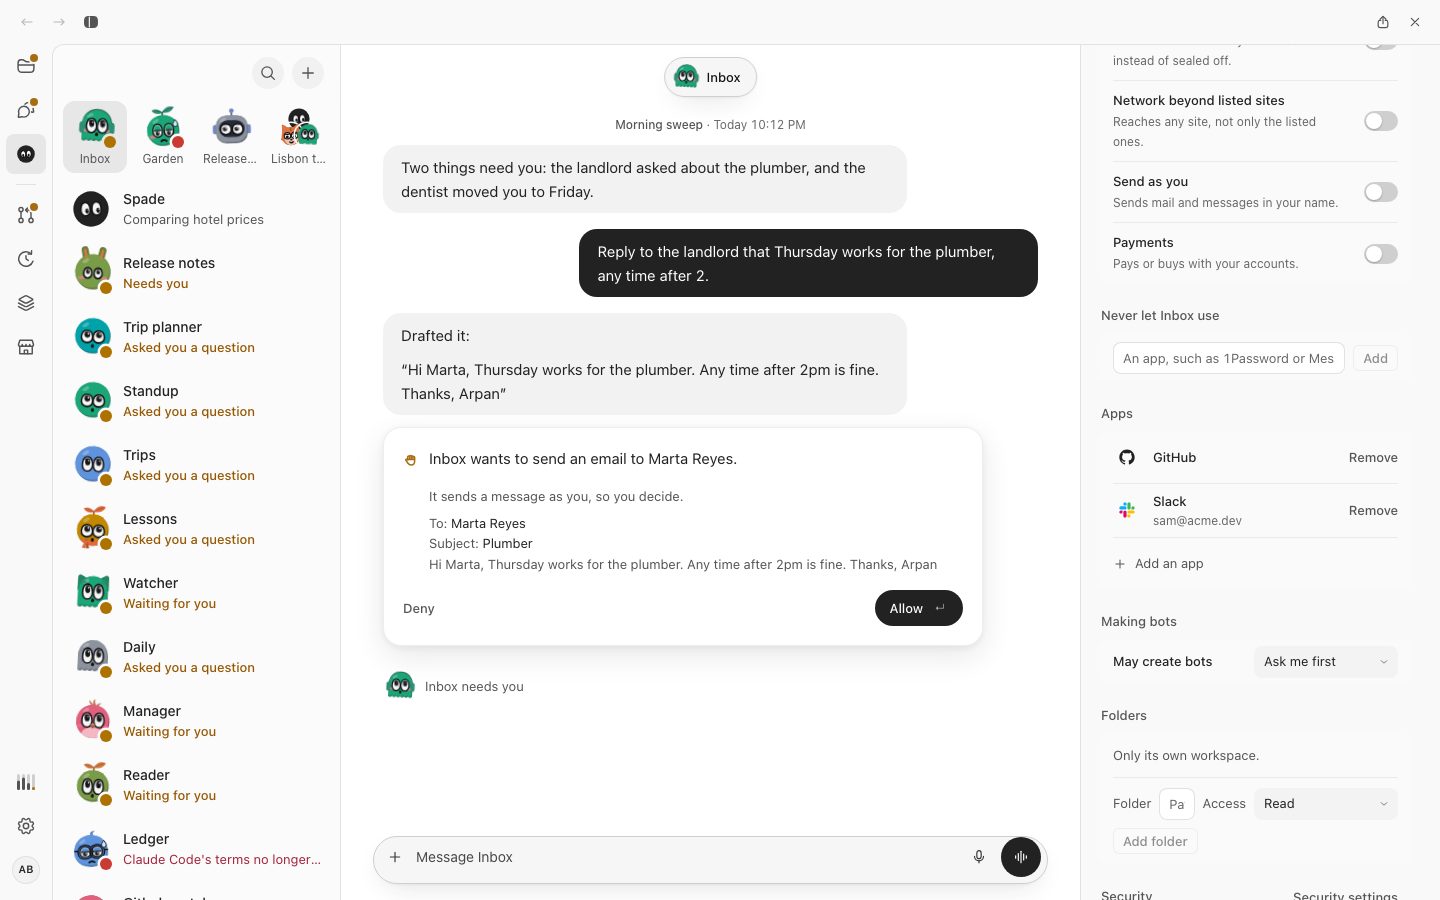 Inbox
Garden
Release...
Lisbon t...
Spade
Comparing hotel prices
Release notes
Needs you
Trip planner
Asked you a question
Standup
Asked you a question
Trips
Asked you a question
Lessons
Asked you a question
Watcher
Waiting for you
Daily
Asked you a question
Manager
Waiting for you
Reader
Waiting for you
Ledger
Claude Code's terms no longer...
AB
Inbox
Morning sweep · Today 10:12 PM
Two things need you: the landlord asked about the plumber, and the
dentist moved you to Friday.
Reply to the landlord that Thursday works for the plumber,
any time after 2.
Drafted it:
“Hi Marta, Thursday works for the plumber. Any time after 2pm is fine.
Thanks, Arpan”
Inbox wants to send an email to Marta Reyes.
It sends a message as you, so you decide.
To: Marta Reyes
Subject: Plumber
Hi Marta, Thursday works for the plumber. Any time after 2pm is fine. Thanks, Arpan
Deny
Allow
Inbox needs you
Message Inbox
instead of sealed off.
Network beyond listed sites
Reaches any site, not only the listed
ones.
Send as you
Sends mail and messages in your name.
Payments
Pays or buys with your accounts.
Never let Inbox use
An app, such as 1Password or Mes
Add
Apps
GitHub
Remove
Slack
sam@acme.dev
Remove
Add an app
Making bots
May create bots
Ask me first
Folders
Only its own workspace.
Folder
Pa
Access
Read
Add folder
Security
Security settings